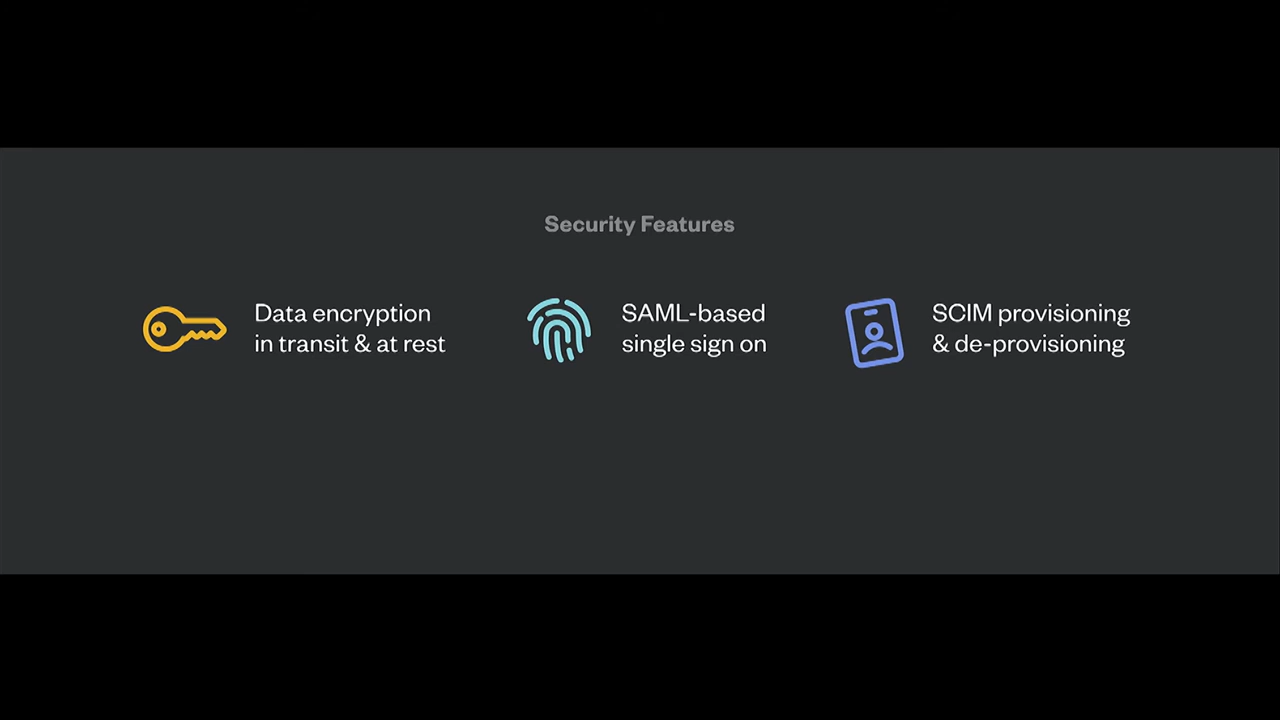 Security Features
Data encryption
in transit & at rest
SAML-based
single sign on
SCIM provisioning
& de-provisioning